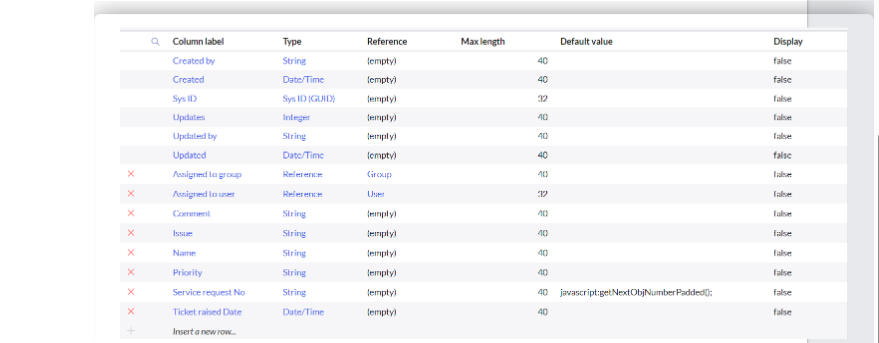 Column label Type Reference Max length Default value Display
Created by String (empty) 40 false
Created Date/Time (empty) 40 false
Sys ID Sys ID (GUID) (empty) 32 false
Updates Integer (empty) 40 false
Updated by String (empty) 40 false
Updated Date/Time (empty) 40 false
Assigned to group Reference Group 40 false
Assigned to user Reference User 32 false
Comment String (empty) 40 false
Issue String (empty) 40 false
Name String (empty) 40 false
Priority String (empty) 40 false
Service request No String (empty) 40 javascript:getNextObjNumberPadded(); false
Ticket raised Date Date/Time (empty) 40 false
Insert a new row...